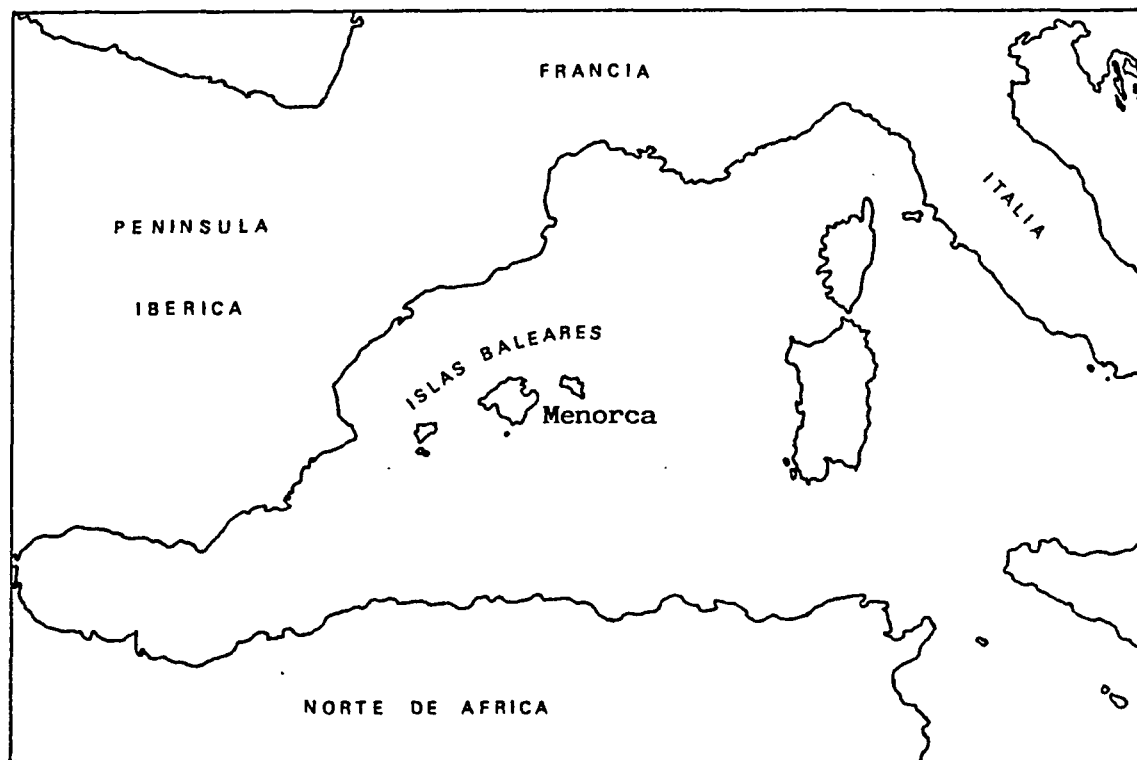 FRANCIA
ITALIA
PENINSULA
IBERICA
ISLAS BALEARES
Menorca
NORTE DE AFRICA